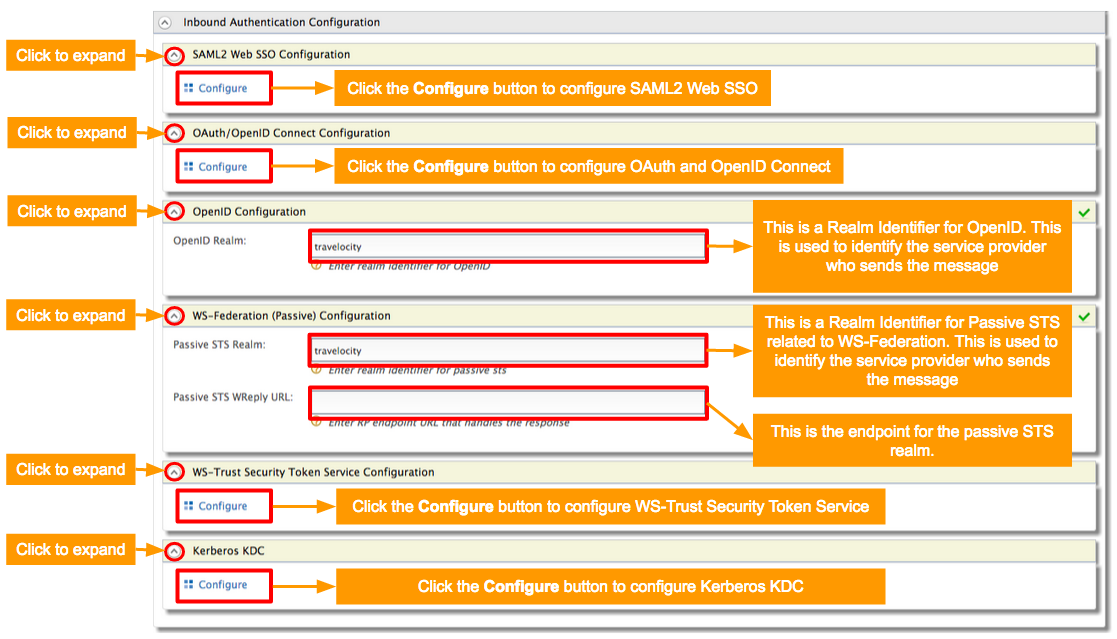 Inbound Authentication Configuration
Click to expand
SAML2 Web SSO Configuration
Configure
Click the Configure button to configure SAML2 Web SSO
Click to expand
OAuth/OpenID Connect Configuration
Configure
Click the Configure button to configure OAuth and OpenID Connect
Click to expand
OpenID Configuration
OpenID Realm:
travelocity
Enter realm identifier for OpenID
This is a Realm Identifier for OpenID. This
is used to identify the service provider
who sends the message
Click to expand
WS-Federation (Passive) Configuration
Passive STS Realm:
travelocity
Enter realm identifier for passive sts
This is a Realm Identifier for Passive STS
related to WS-Federation. This is used to
identify the service provider who sends
the message
Passive STS WReply URL:
Enter RP endpoint URL that handles the response
This is the endpoint for the passive STS
realm.
Click to expand
WS-Trust Security Token Service Configuration
Configure
Click the Configure button to configure WS-Trust Security Token Service
Click to expand
Kerberos KDC
Configure
Click the Configure button to configure Kerberos KDC